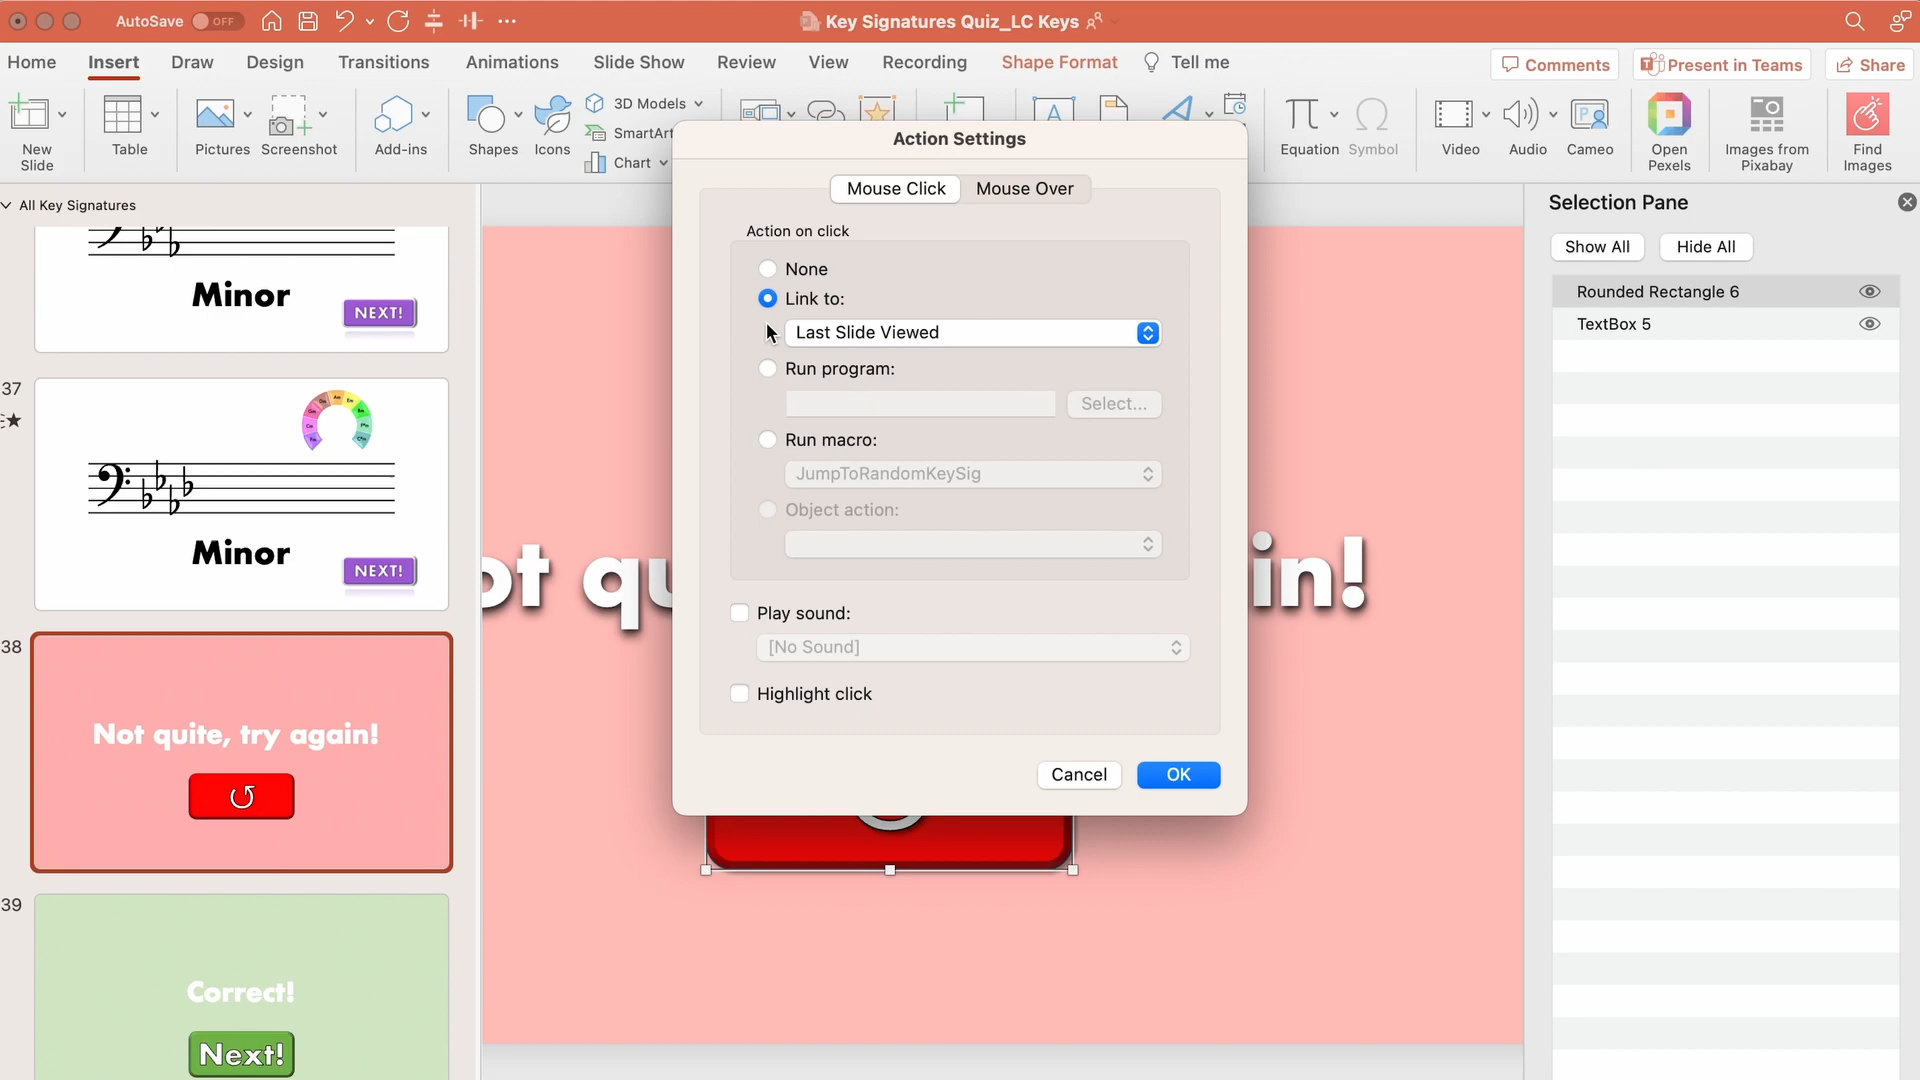 AutoSave OFF
Key Signatures Quiz_LC Keys
Home Insert Draw Design Transitions Animations Slide Show Review View Recording Shape Format Tell me
Comments Present in Teams Share
New Slide
Table
Pictures
Screenshot
Add-ins
Shapes
Icons
3D Models
SmartArt
Chart
Equation
Symbol
Video
Audio
Cameo
Open Pexels
Images from Pixabay
Find Images
All Key Signatures
Minor
NEXT!
37
Minor
NEXT!
38
Not quite, try again!
39
Correct!
Next!
Action Settings
Mouse Click Mouse Over
Action on click
None
Link to:
Last Slide Viewed
Run program:
Select...
Run macro:
JumpToRandomKeySig
Object action:
Play sound:
[No Sound]
Highlight click
Cancel OK
Selection Pane
Show All Hide All
Rounded Rectangle 6
TextBox 5